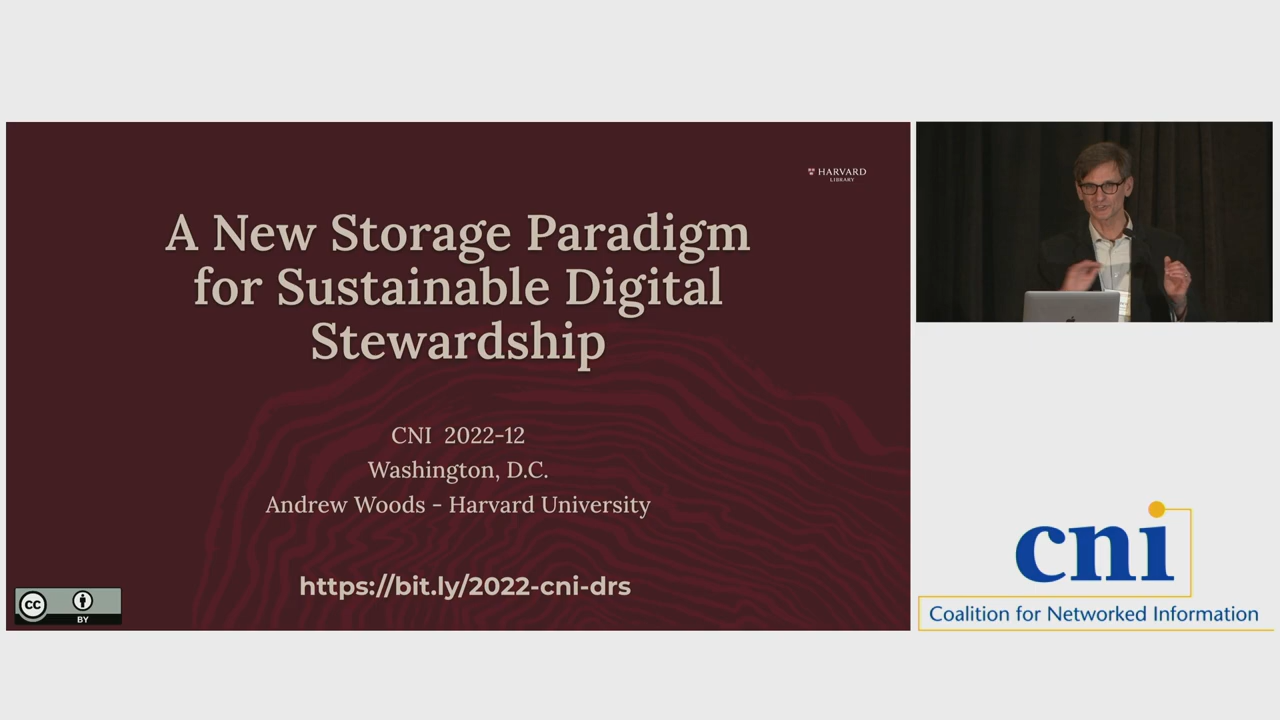 HARVARD
LIBRARY
A New Storage Paradigm
for Sustainable Digital
Stewardship
CNI 2022-12
Washington, D.C.
Andrew Woods - Harvard University
https://bit.ly/2022-cni-drs
cc
BY
cni
Coalition for Networked Information